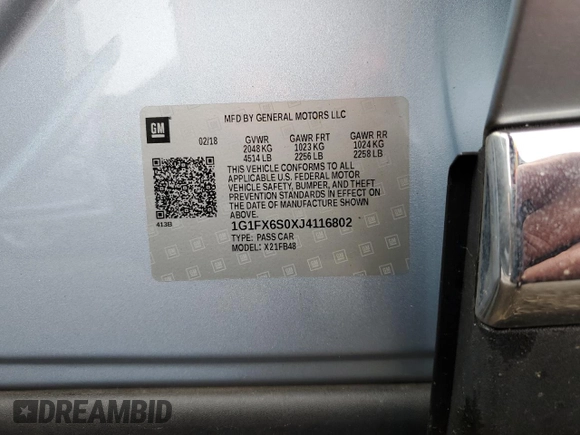 MFD BY GENERAL MOTORS LLC
GM
02/18 GVWR GAWR FRT GAWR RR
2048 KG 1023 KG 1024 KG
4514 LB 2256 LB 2258 LB
THIS VEHICLE CONFORMS TO ALL
APPLICABLE U.S. FEDERAL MOTOR
VEHICLE SAFETY, BUMPER, AND THEFT
PREVENTION STANDARDS IN EFFECT ON
THE DATE OF MANUFACTURE SHOWN
ABOVE.
413B
1G1FX6S0XJ4116802
TYPE: PASS CAR
MODEL: X21FB48
DREAMBID